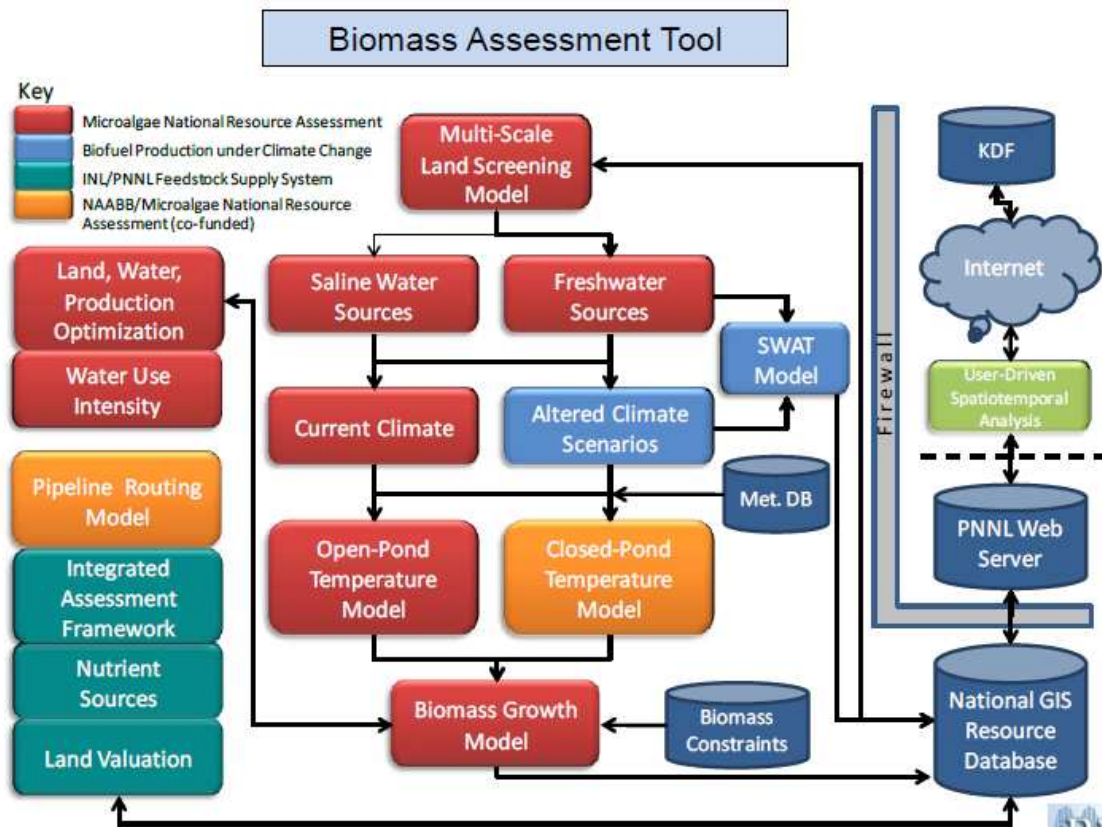 Biomass Assessment Tool
Key
Microalgae National Resource Assessment
Biofuel Production under Climate Change
INL/PNNL Feedstock Supply System
NAABB/Microalgae National Resource
Assessment (co-funded)
Multi-Scale
Land Screening
Model
KDF
Internet
Land, Water,
Production
Optimization
Saline Water
Sources
Freshwater
Sources
SWAT
Model
Water Use
Intensity
Current Climate
Altered Climate
Scenarios
Firewall
User-Driven
Spatiotemporal
Analysis
Pipeline Routing
Model
Met. DB
PNNL Web
Server
Open-Pond
Temperature
Model
Closed-Pond
Temperature
Model
Integrated
Assessment
Framework
Nutrient
Sources
Biomass Growth
Model
Biomass
Constraints
National GIS
Resource
Database
Land Valuation